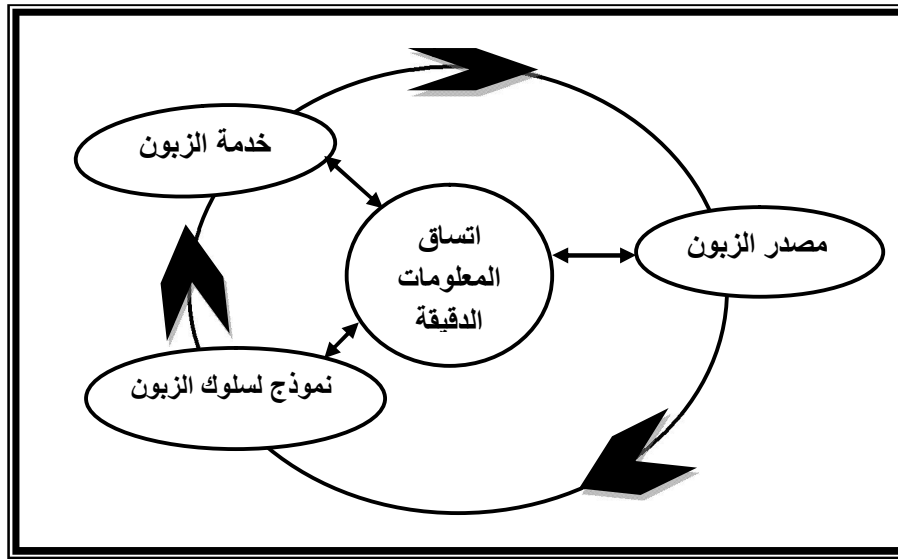 خدمة الزبون
مصدر الزبون
اتساق
المعلومات
الدقيقة
نموذج لسلوك الزبون